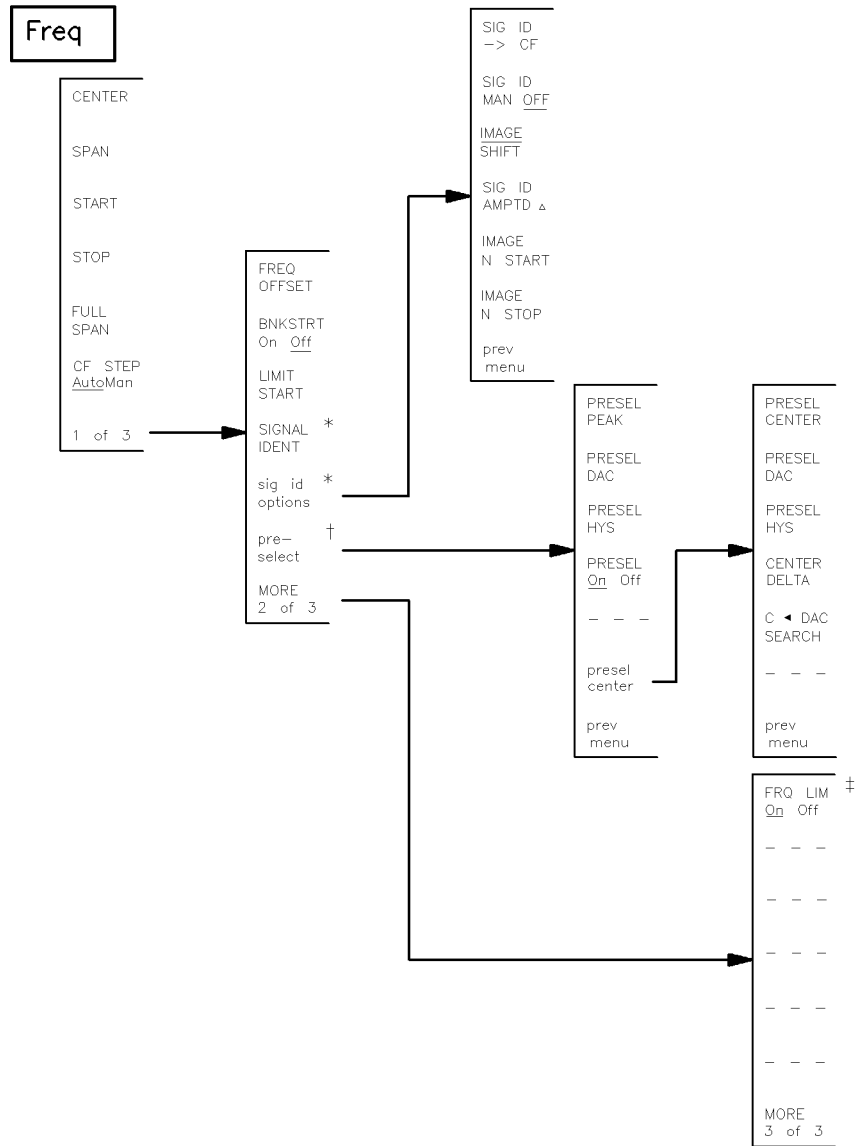 Freq
CENTER
SPAN
START
STOP
FULL
SPAN
CF STEP
AutoMan
1 of 3
FREQ
OFFSET
BNKSTRT
On Off
LIMIT
START
SIGNAL *
IDENT
sig id *
options
pre– †
select
MORE
2 of 3
SIG ID
–> CF
SIG ID
MAN OFF
IMAGE
SHIFT
SIG ID
AMPTD △
IMAGE
N START
IMAGE
N STOP
prev
menu
PRESEL
PEAK
PRESEL
DAC
PRESEL
HYS
PRESEL
On Off
– – –
presel
center
prev
menu
PRESEL
CENTER
PRESEL
DAC
PRESEL
HYS
CENTER
DELTA
C ◄ DAC
SEARCH
– – –
prev
menu
FRQ LIM ‡
On Off
– – –
– – –
– – –
– – –
– – –
MORE
3 of 3